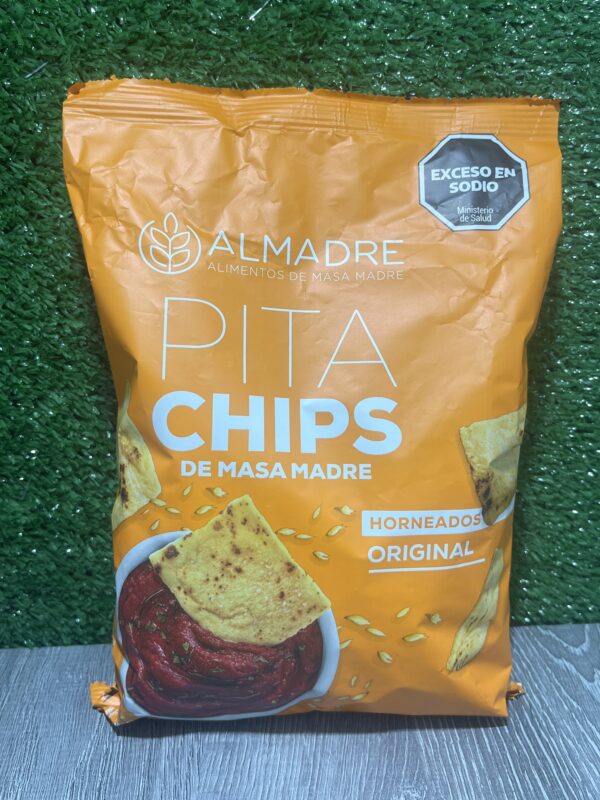 EXCESO EN
SODIO
Ministerio
de Salud
ALMADRE
ALIMENTOS DE MASA MADRE
PITA
CHIPS
DE MASA MADRE
HORNEADOS
ORIGINAL